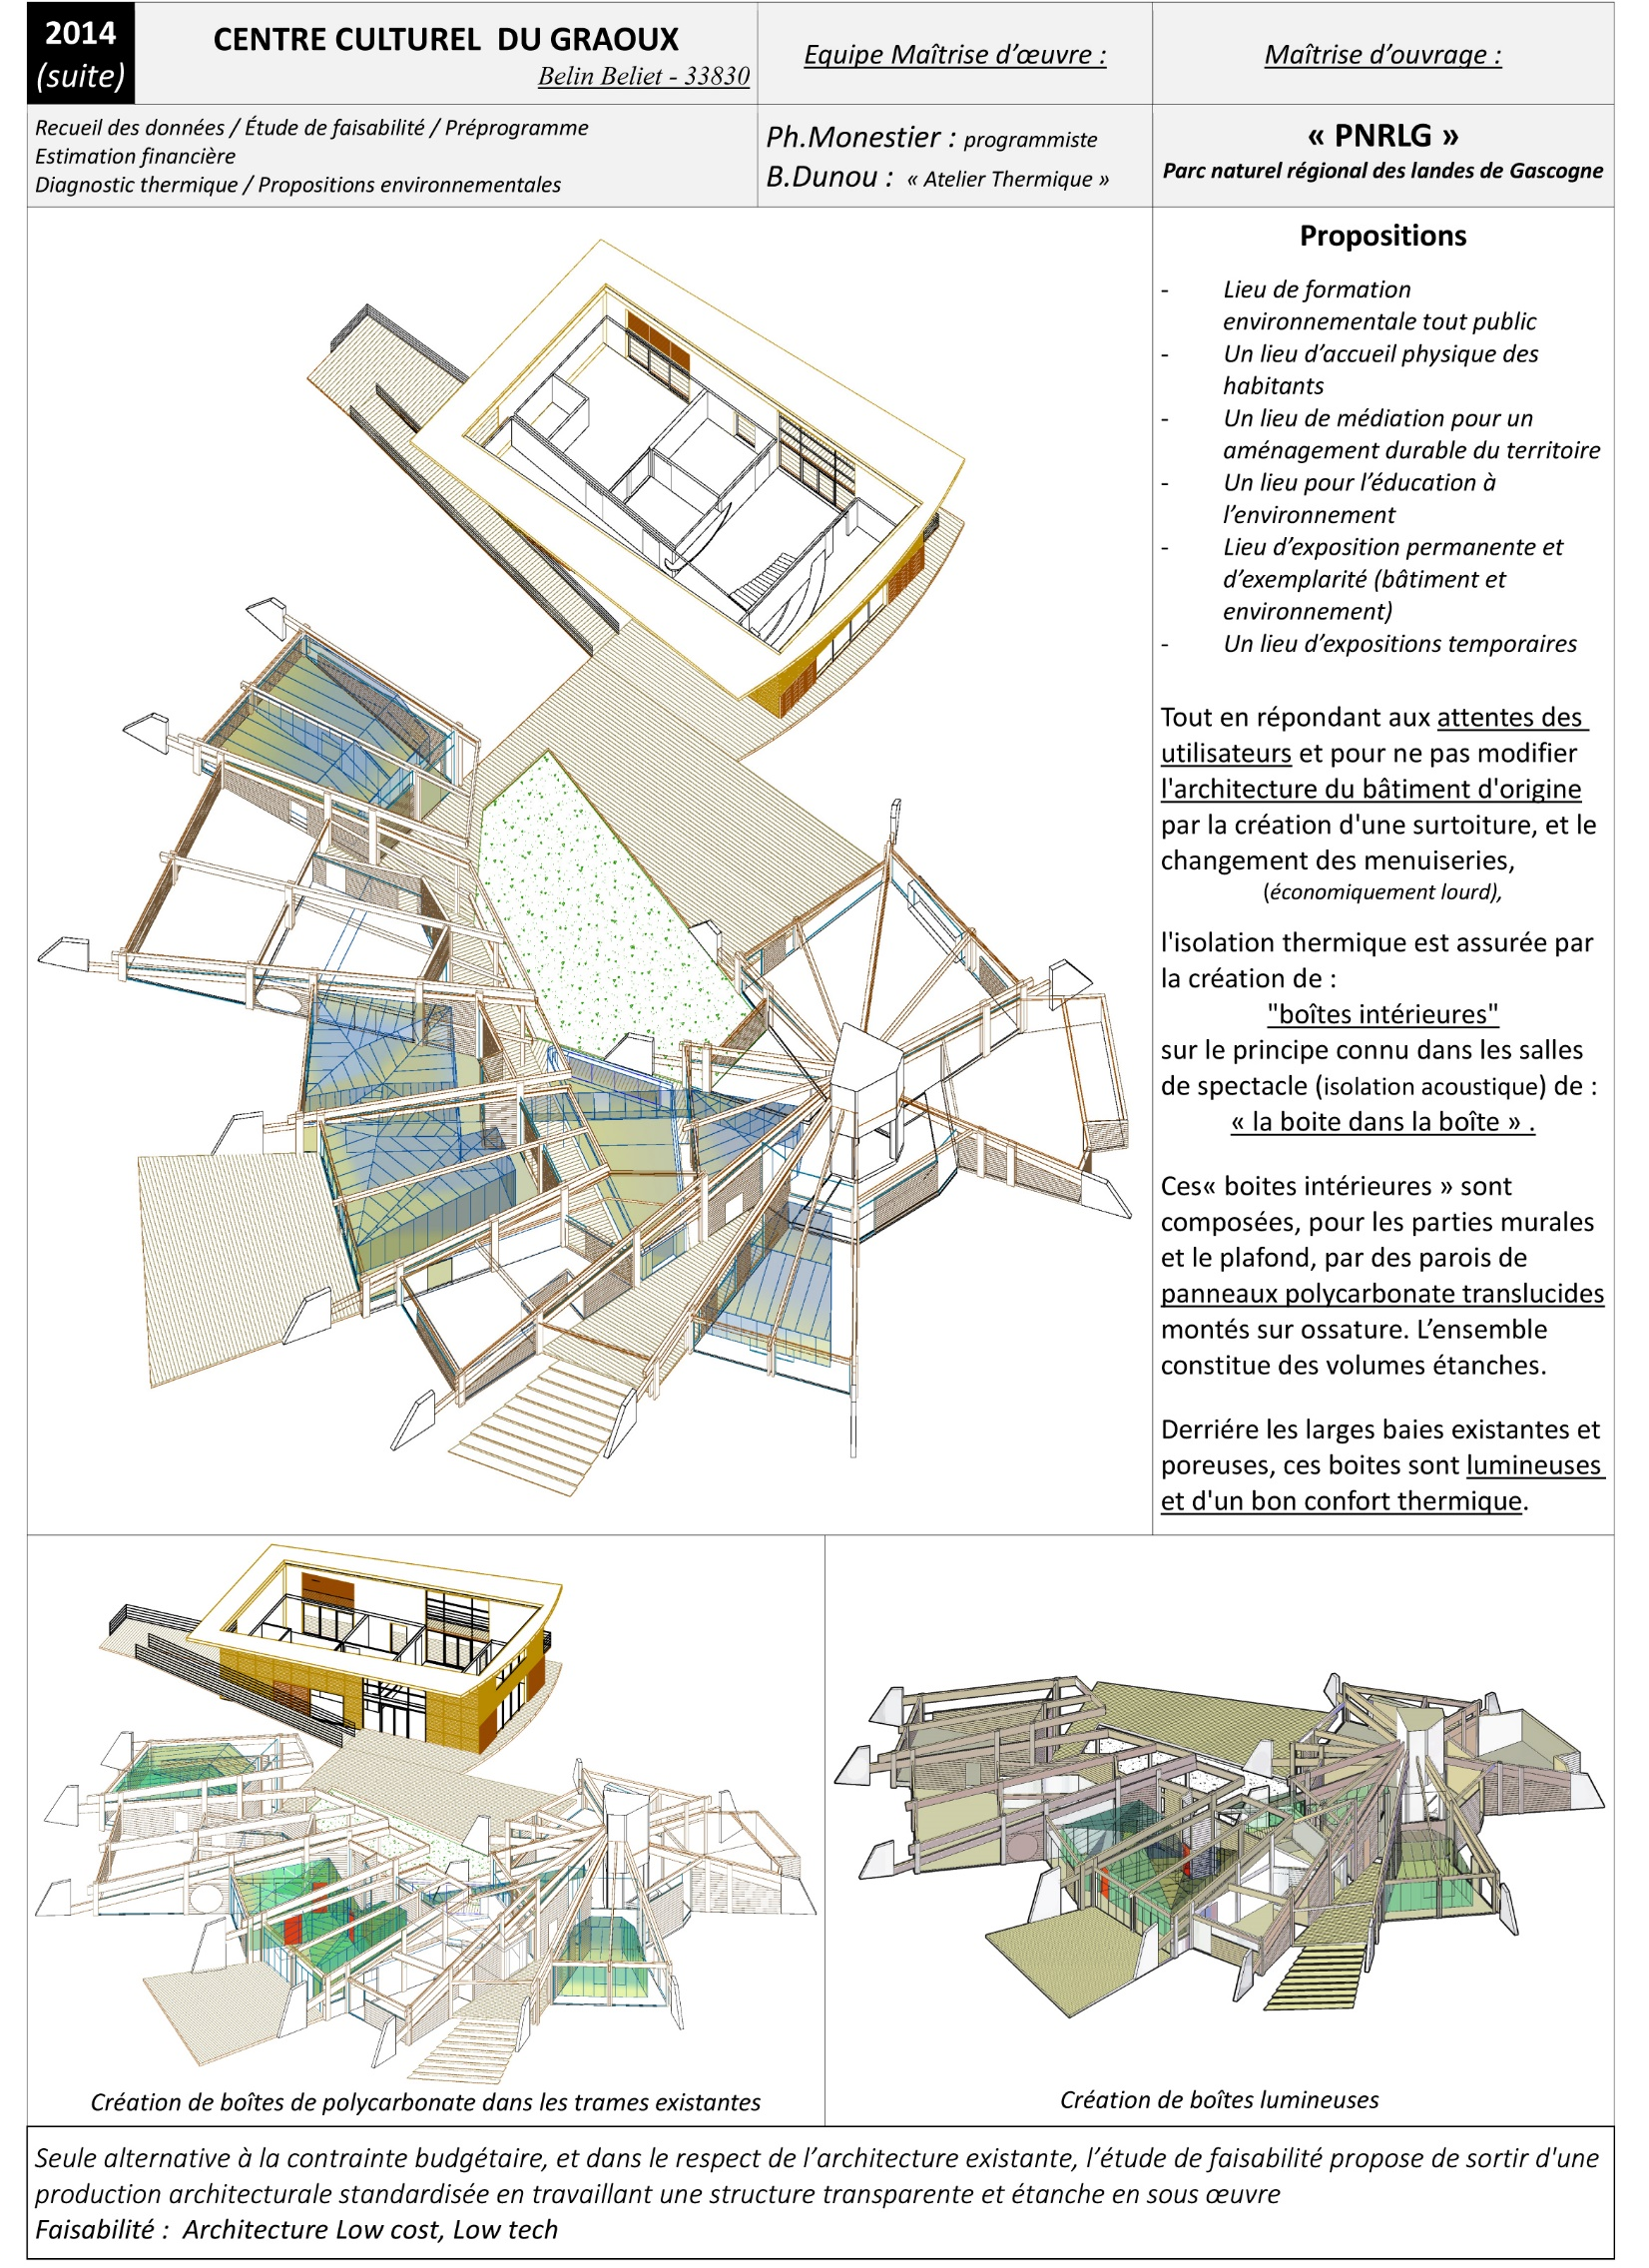 2014
(suite)
CENTRE CULTUREL  DU GRAOUX
Belin Beliet - 33830
Equipe Maîtrise d’œuvre :
Maîtrise d’ouvrage :
Recueil des données / Étude de faisabilité / Préprogramme
Estimation financière
Diagnostic thermique / Propositions environnementales
Ph.Monestier : programmiste
B.Dunou :  « Atelier Thermique »
« PNRLG »
Parc naturel régional des landes de Gascogne
Propositions
- Lieu de formation
environnementale tout public
- Un lieu d’accueil physique des
habitants
- Un lieu de médiation pour un
aménagement durable du territoire
- Un lieu pour l’éducation à
l’environnement
- Lieu d’exposition permanente et
d’exemplarité (bâtiment et
environnement)
- Un lieu d’expositions temporaires
Tout en répondant aux attentes des
utilisateurs et pour ne pas modifier
l'architecture du bâtiment d'origine
par la création d'une surtoiture, et le
changement des menuiseries,
(économiquement lourd),
l'isolation thermique est assurée par
la création de :
"boîtes intérieures"
sur le principe connu dans les salles
de spectacle (isolation acoustique) de :
« la boite dans la boîte » .
Ces« boites intérieures » sont
composées, pour les parties murales
et le plafond, par des parois de
panneaux polycarbonate translucides
montés sur ossature. L’ensemble
constitue des volumes étanches.
Derriére les larges baies existantes et
poreuses, ces boites sont lumineuses
et d'un bon confort thermique.
Création de boîtes de polycarbonate dans les trames existantes
Création de boîtes lumineuses
Seule alternative à la contrainte budgétaire, et dans le respect de l’architecture existante, l’étude de faisabilité propose de sortir d'une
production architecturale standardisée en travaillant une structure transparente et étanche en sous œuvre
Faisabilité :  Architecture Low cost, Low tech